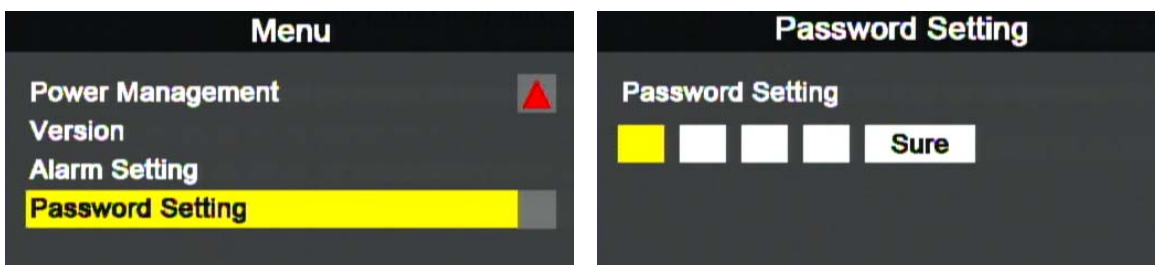 Menu
Power Management
Version
Alarm Setting
Password Setting
Password Setting
Password Setting
Sure